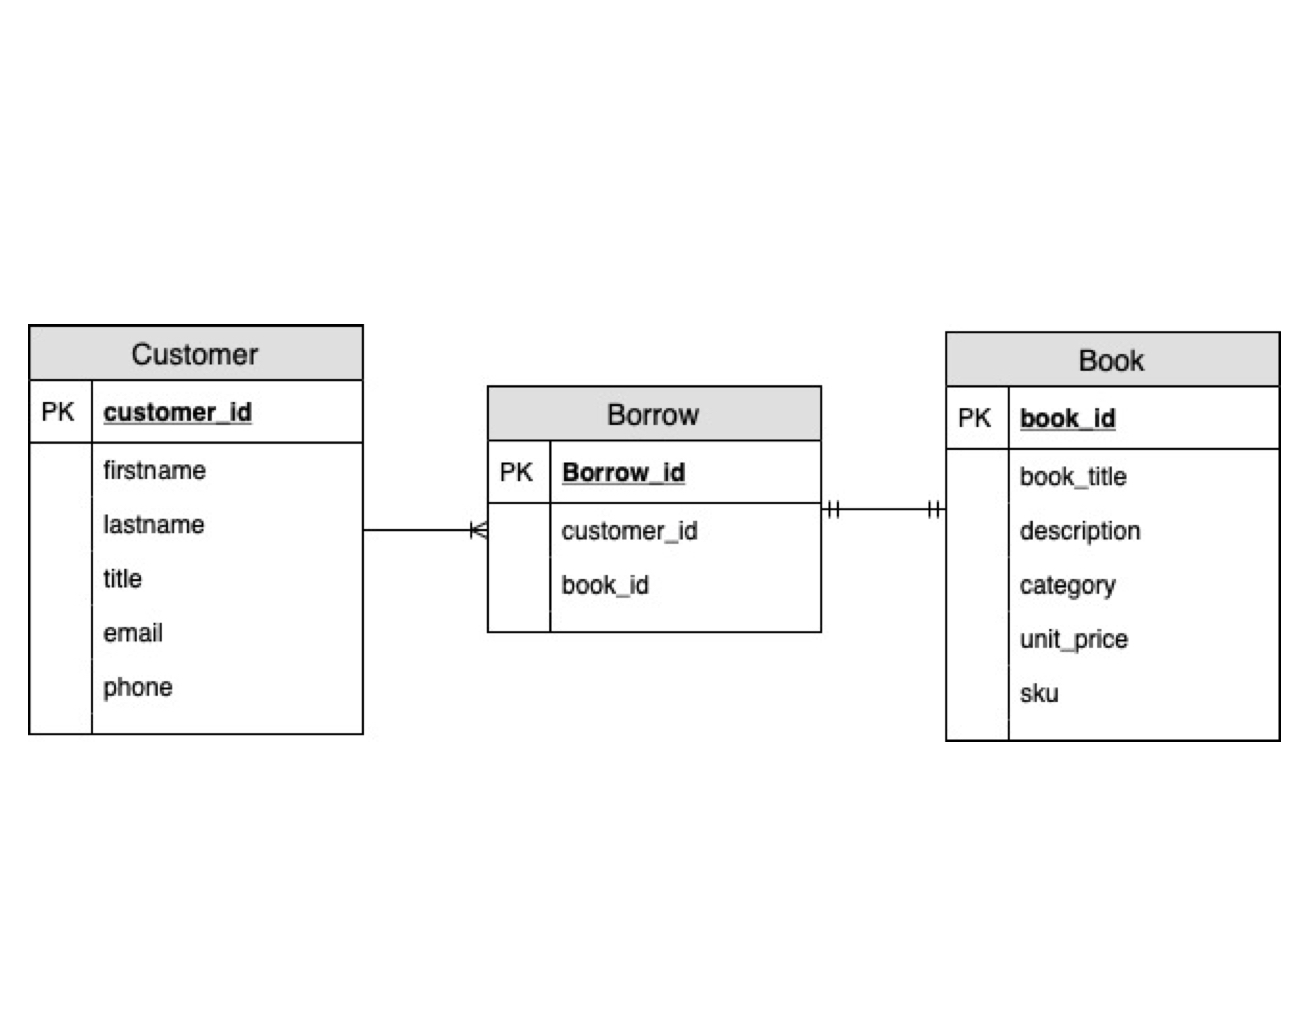 Customer
PK customer_id
firstname
lastname
title
email
phone
Borrow
PK Borrow_id
customer_id
book_id
Book
PK book_id
book_title
description
category
unit_price
sku